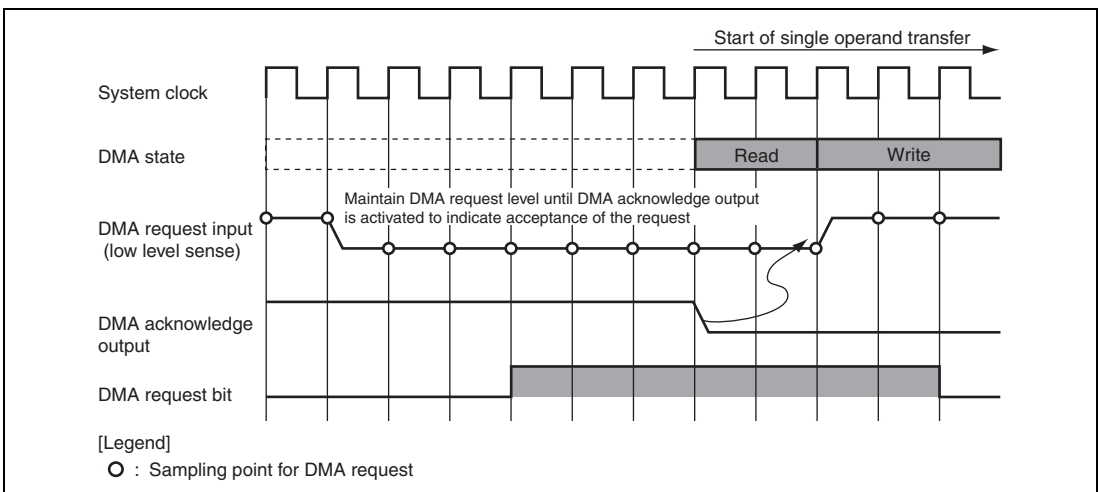 Start of single operand transfer
System clock
DMA state
Read
Write
Maintain DMA request level until DMA acknowledge output
is activated to indicate acceptance of the request
DMA request input
(low level sense)
DMA acknowledge
output
DMA request bit
[Legend]
: Sampling point for DMA request